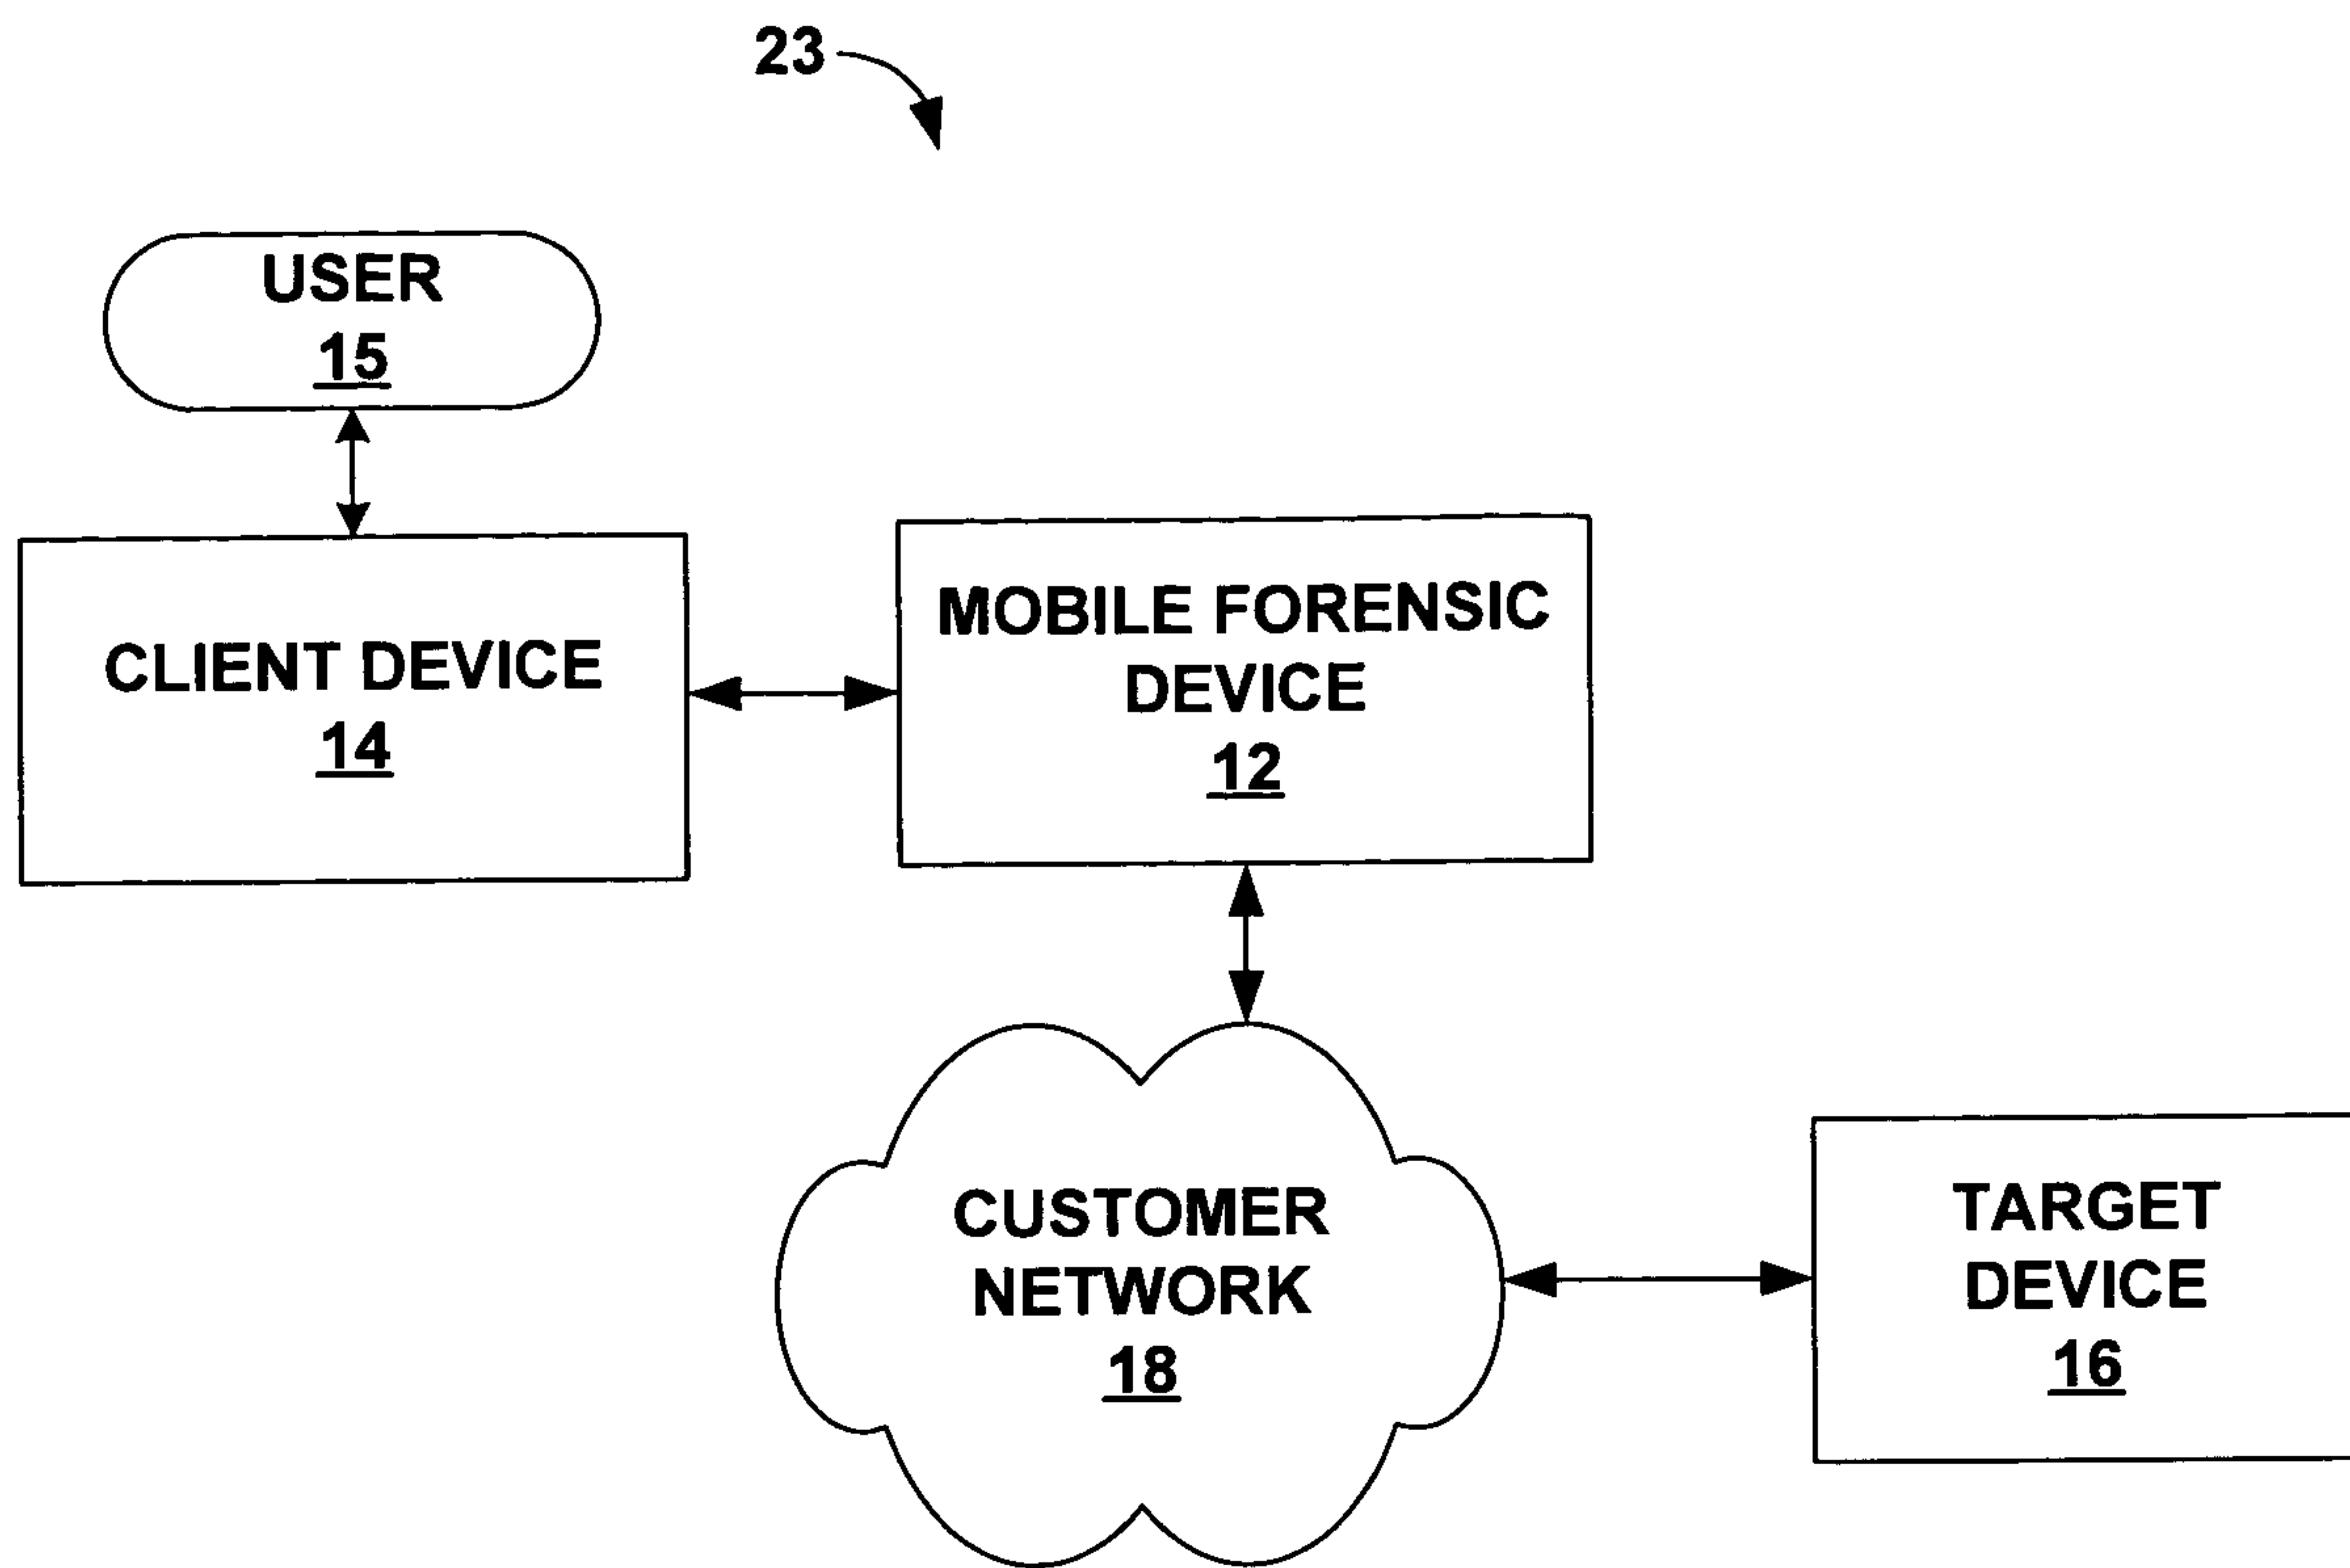 23
USER
15
CLIENT DEVICE
14
MOBILE FORENSIC
DEVICE
12
CUSTOMER
NETWORK
18
TARGET
DEVICE
16